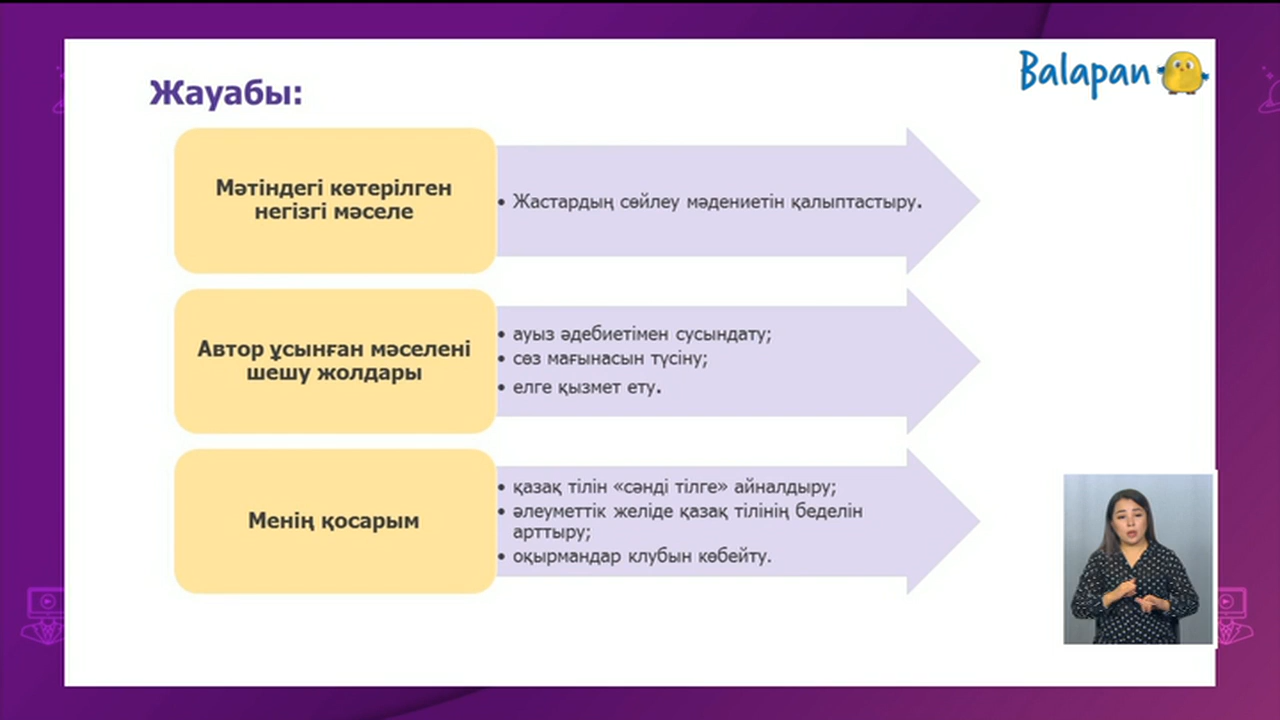 Balapan
Жауабы:
Мәтіндегі көтерілген
негізгі мәселе
• Жастардың сөйлеу мәдениетін қалыптастыру.
Автор ұсынған мәселені
шешу жолдары
• ауыз әдебиетімен сусындату;
• сөз мағынасын түсіну;
• елге қызмет ету.
Менің қосарым
• қазақ тілін «сәнді тілге» айналдыру;
• әлеуметтік желіде қазақ тілінің беделін
арттыру;
• оқырмандар клубын көбейту.